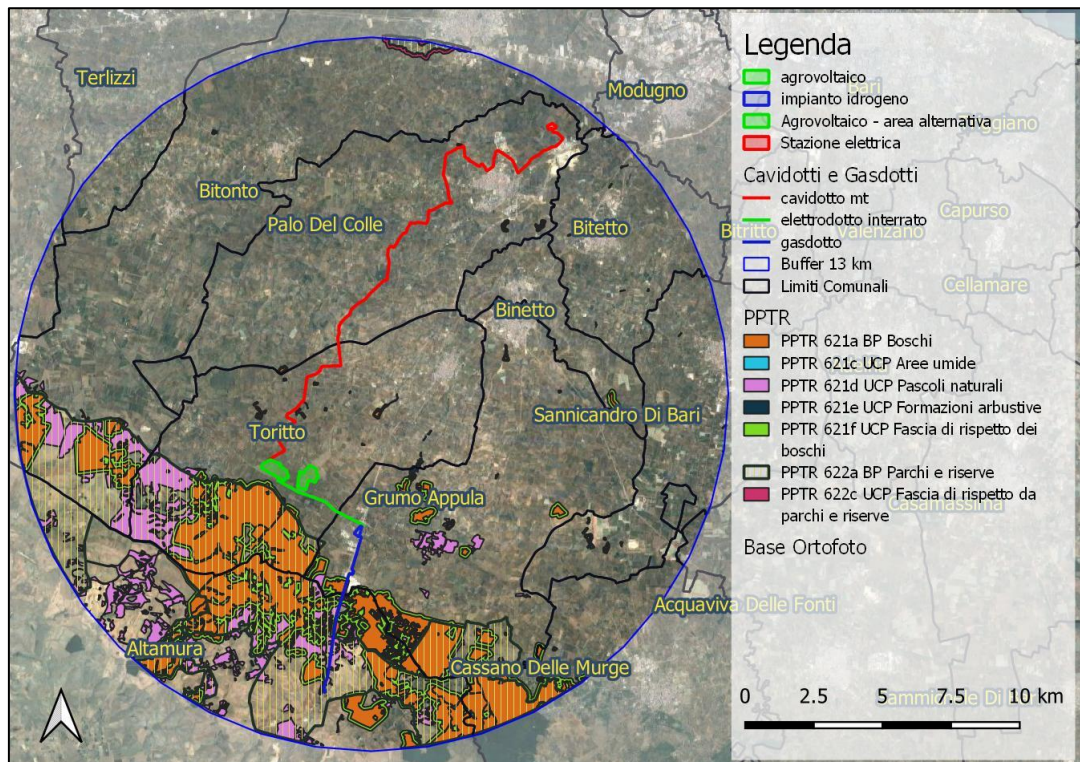 Legenda
agrovoltaico
impianto idrogeno
Agrovoltaico - area alternativa
Stazione elettrica
Cavidotti e Gasdotti
cavidotto mt
elettrodotto interrato
gasdotto
Buffer 13 km
Limiti Comunali
PPTR
PPTR 621a BP Boschi
PPTR 621c UCP Aree umide
PPTR 621d UCP Pascoli naturali
PPTR 621e UCP Formazioni arbustive
PPTR 621f UCP Fascia di rispetto dei
boschi
PPTR 622a BP Parchi e riserve
PPTR 622c UCP Fascia di rispetto da
parchi e riserve
Base Ortofoto
0 2.5 5 7.5 10 km
Terlizzi
Modugno
Bari
Bitonto
Palo Del Colle
Bitetto
Bitritto
Valenzano
Capurso
Cellamare
Binetto
Toritto
Sannicandro Di Bari
Grumo Appula
Casamassima
Acquaviva Delle Fonti
Altamura
Cassano Delle Murge